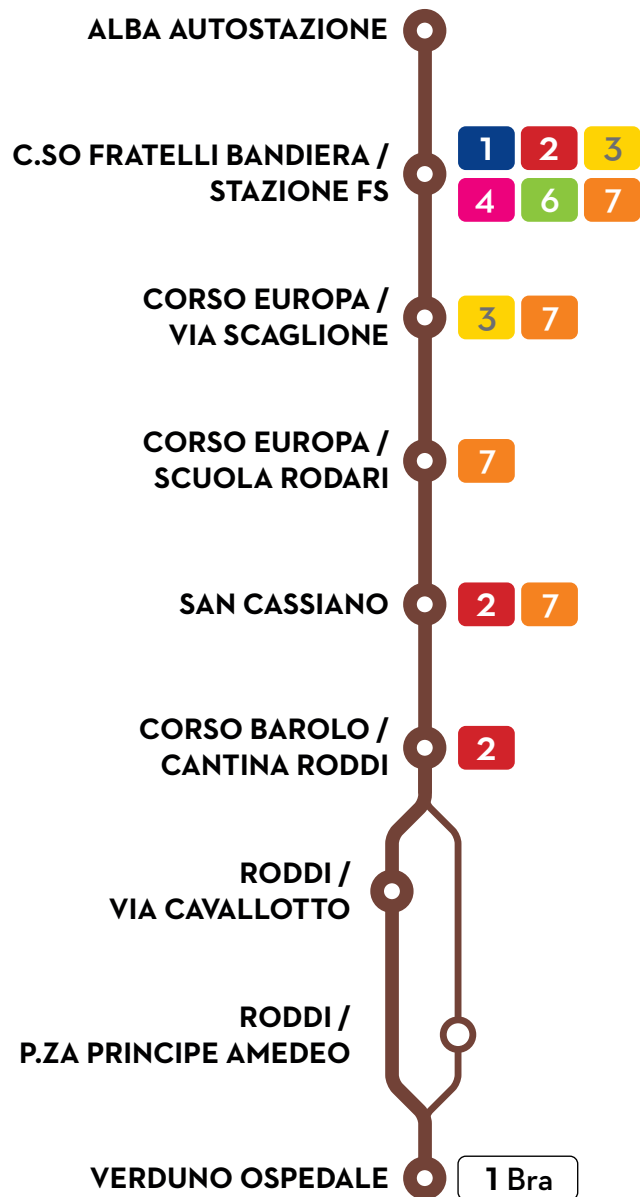 ALBA AUTOSTAZIONE
C.SO FRATELLI BANDIERA /
STAZIONE FS
1 2 3
4 6 7
CORSO EUROPA /
VIA SCAGLIONE
3 7
CORSO EUROPA /
SCUOLA RODARI
7
SAN CASSIANO
2 7
CORSO BAROLO /
CANTINA RODDI
2
RODDI /
VIA CAVALLOTTO
RODDI /
P.ZA PRINCIPE AMEDEO
VERDUNO OSPEDALE
1 Bra